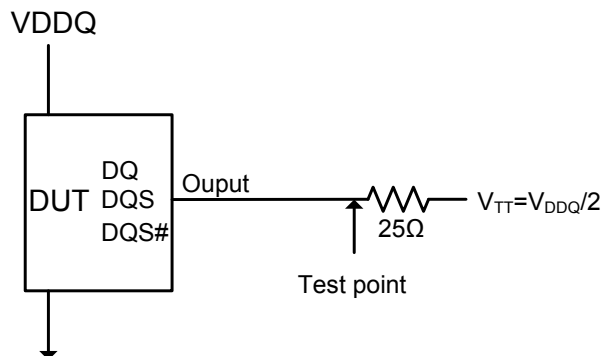 VDDQ
DUT
DQ
DQS
DQS#
Ouput
25Ω
VTT=VDDQ/2
Test point